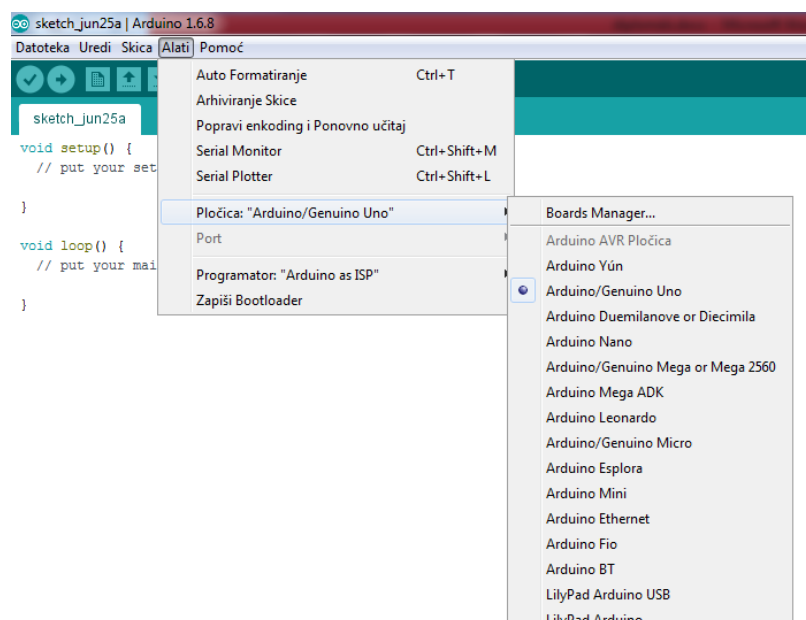 sketch_jun25a | Arduino 1.6.8
Datoteka Uredi Skica Alati Pomoć
sketch_jun25a
void setup() {
// put your set
}
void loop() {
// put your mai
}
Auto Formatiranje Ctrl+T
Arhiviranje Skice
Popravi enkoding i Ponovno učitaj
Serial Monitor Ctrl+Shift+M
Serial Plotter Ctrl+Shift+L
Pločica: "Arduino/Genuino Uno"
Port
Programator: "Arduino as ISP"
Zapiši Bootloader
Boards Manager...
Arduino AVR Pločica
Arduino Yún
Arduino/Genuino Uno
Arduino Duemilanove or Diecimila
Arduino Nano
Arduino/Genuino Mega or Mega 2560
Arduino Mega ADK
Arduino Leonardo
Arduino/Genuino Micro
Arduino Esplora
Arduino Mini
Arduino Ethernet
Arduino Fio
Arduino BT
LilyPad Arduino USB
LilyPad Arduino